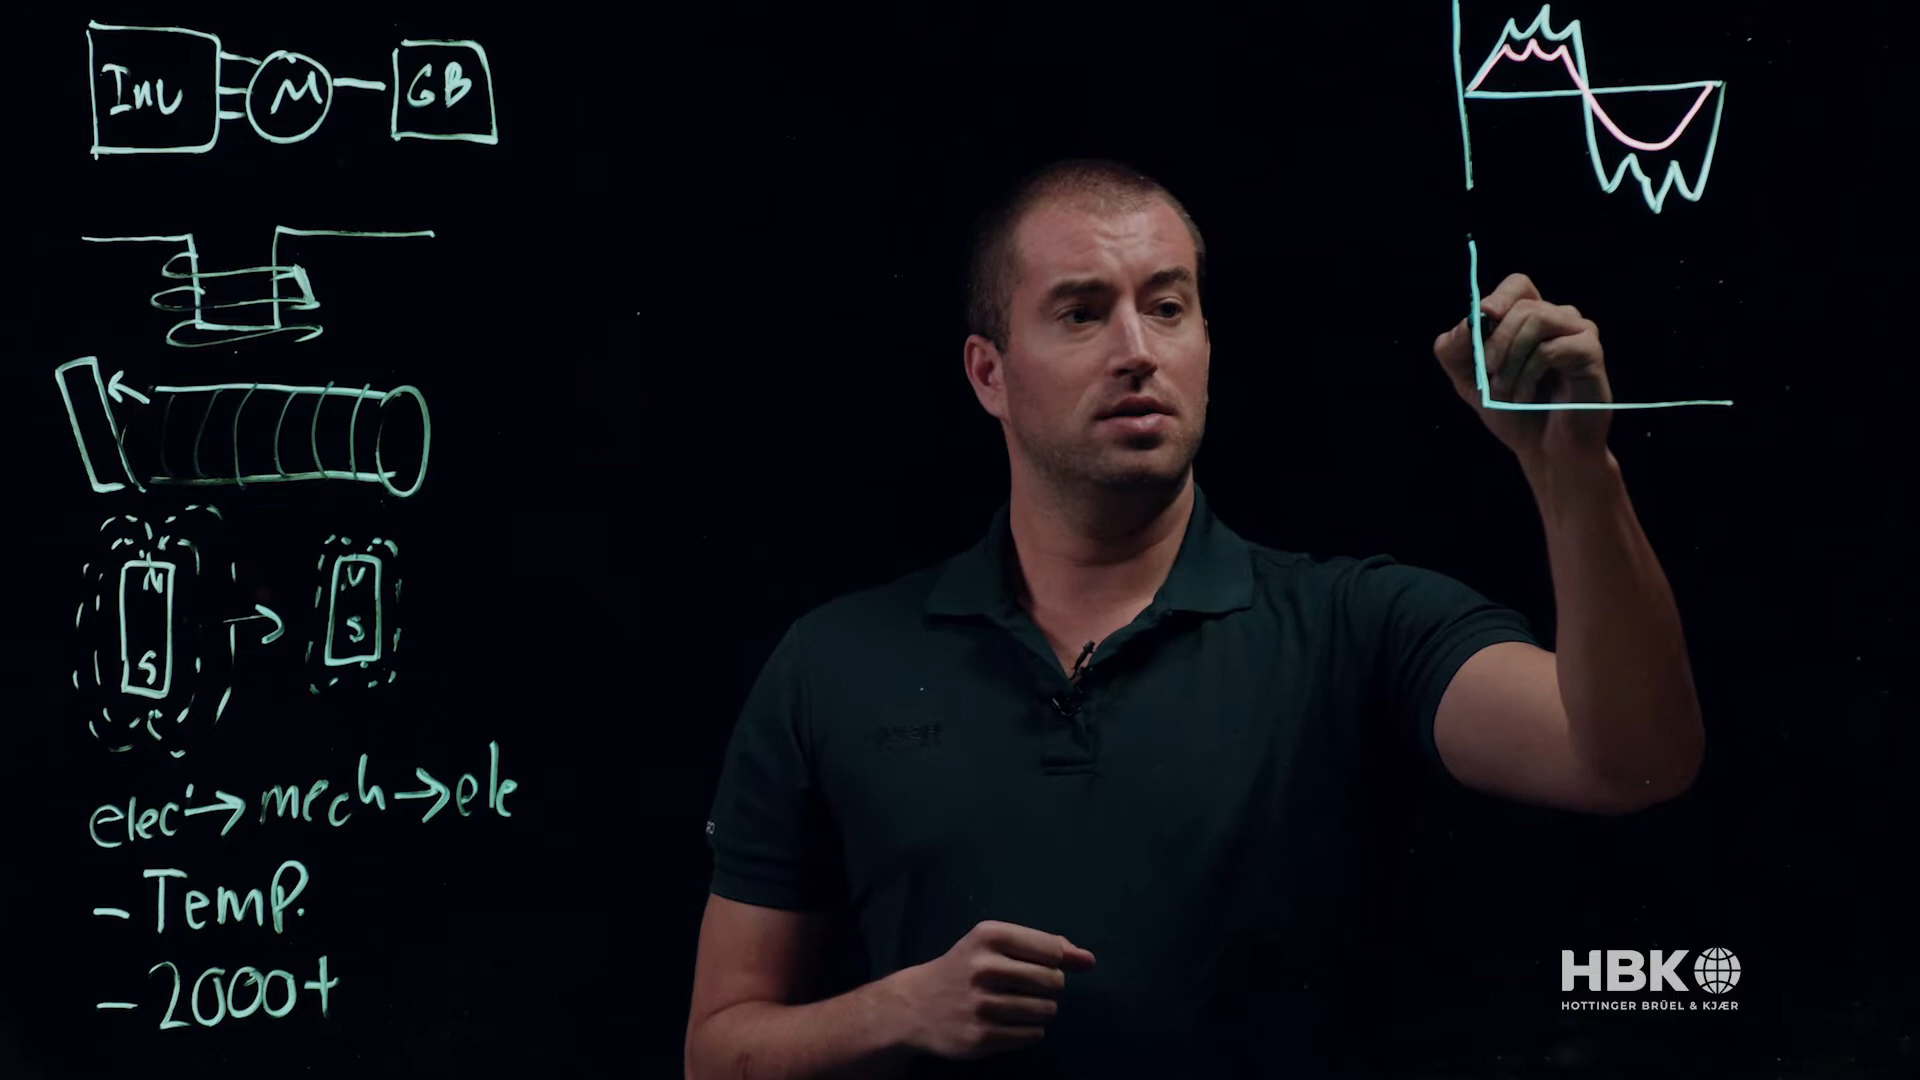 Inv M GB
N N
S S
elec → mech → ele
- Temp.
- 2000+
HBK
HOTTINGER BRÜEL & KJÆR